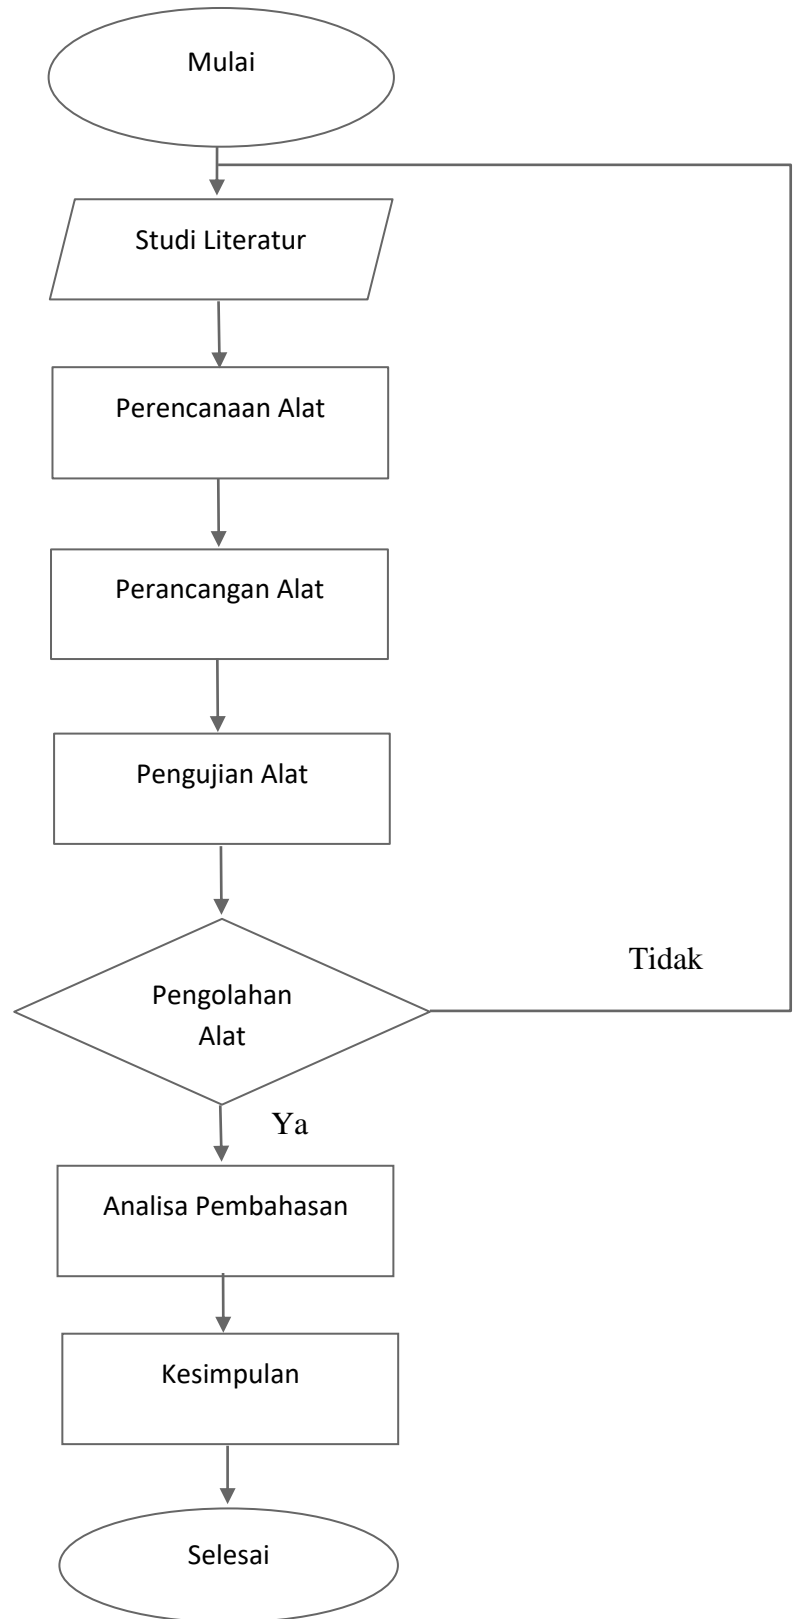 Mulai
Studi Literatur
Perencanaan Alat
Perancangan Alat
Pengujian Alat
Tidak
Pengolahan
Alat
Ya
Analisa Pembahasan
Kesimpulan
Selesai